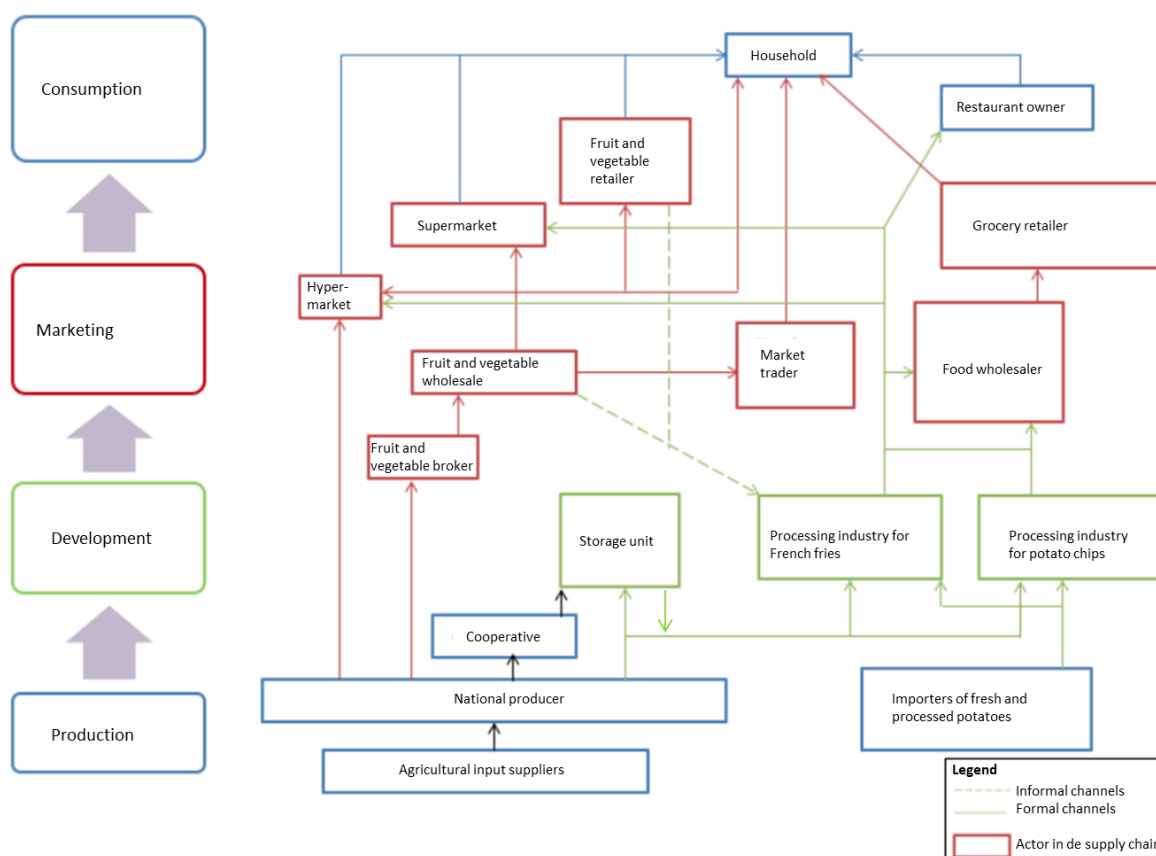 Consumption
Marketing
Development
Production
Household
Restaurant owner
Fruit and
vegetable
retailer
Supermarket
Grocery retailer
Hyper-
market
Fruit and vegetable
wholesale
Market
trader
Food wholesaler
Fruit and
vegetable broker
Storage unit
Processing industry for
French fries
Processing industry
for potato chips
Cooperative
National producer
Importers of fresh and
processed potatoes
Agricultural input suppliers
Legend
Informal channels
Formal channels
Actor in de supply chain